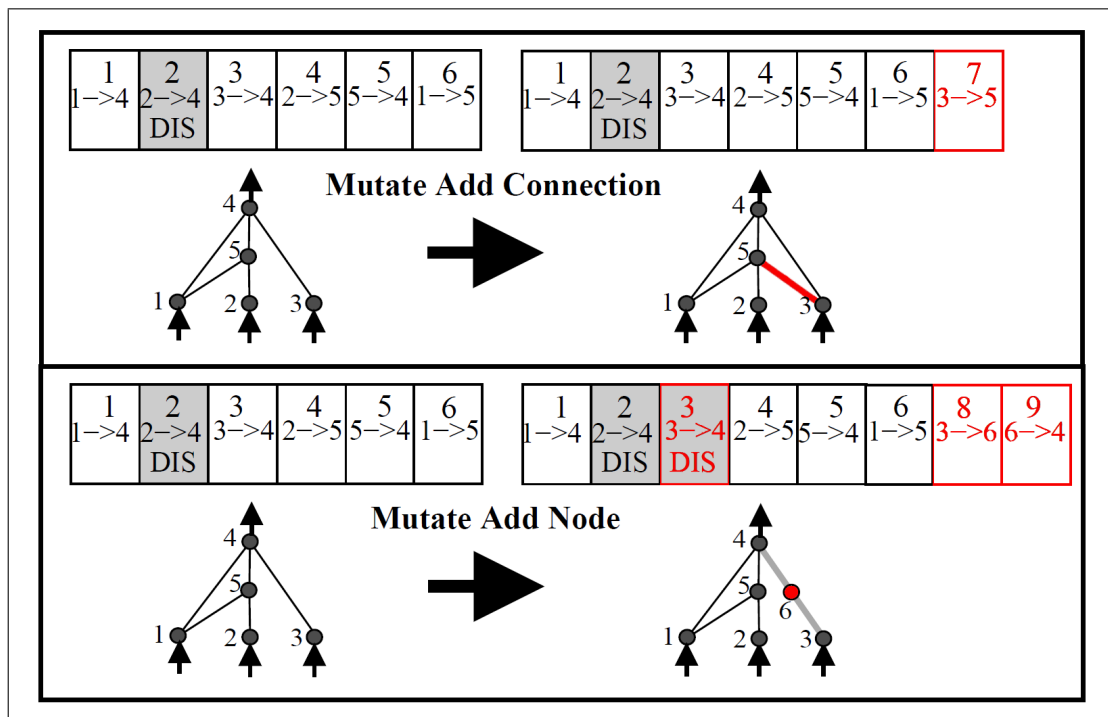 1 2 3 4 5 6
1->4 2->4 3->4 2->5 5->4 1->5
DIS
1 2 3 4 5 6 7
1->4 2->4 3->4 2->5 5->4 1->5 3->5
DIS
Mutate Add Connection
4
5
1 2 3
4
5
1 2 3
1 2 3 4 5 6
1->4 2->4 3->4 2->5 5->4 1->5
DIS
1 2 3 4 5 6 8 9
1->4 2->4 3->4 2->5 5->4 1->5 3->6 6->4
DIS DIS
Mutate Add Node
4
5
1 2 3
4
5
6
1 2 3